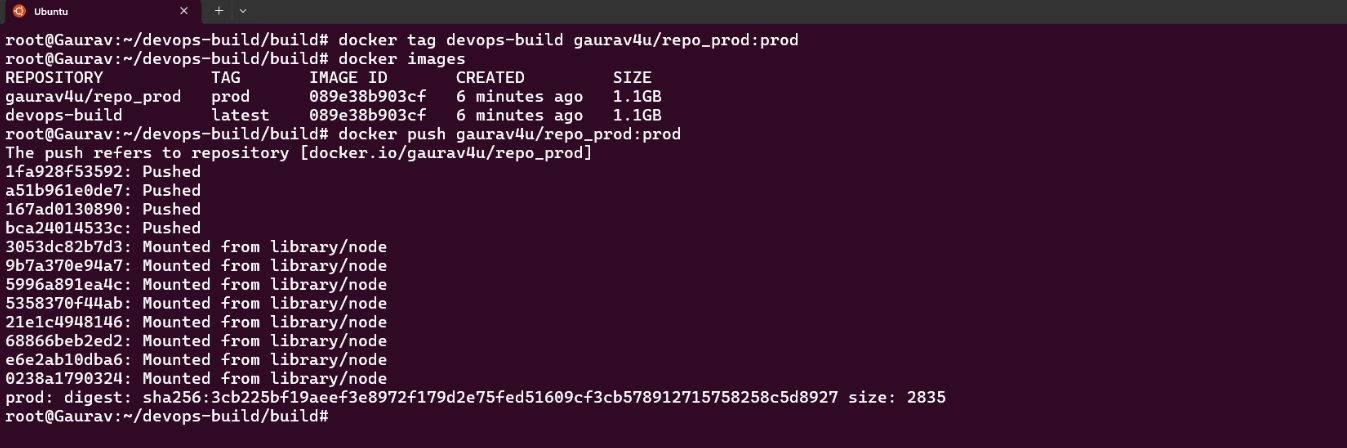 Ubuntu
root@Gaurav:~/devops-build/build# docker tag devops-build gaurav4u/repo_prod:prod
root@Gaurav:~/devops-build/build# docker images
REPOSITORY TAG IMAGE ID CREATED SIZE
gaurav4u/repo_prod prod 089e38b903cf 6 minutes ago 1.1GB
devops-build latest 089e38b903cf 6 minutes ago 1.1GB
root@Gaurav:~/devops-build/build# docker push gaurav4u/repo_prod:prod
The push refers to repository [docker.io/gaurav4u/repo_prod]
1fa928f53592: Pushed
a51b961e0de7: Pushed
167ad0130890: Pushed
bca24014533c: Pushed
3053dc82b7d3: Mounted from library/node
9b7a370e94a7: Mounted from library/node
5996a891ea4c: Mounted from library/node
5358370f44ab: Mounted from library/node
21e1c4948146: Mounted from library/node
68866beb2ed2: Mounted from library/node
e6e2ab10dba6: Mounted from library/node
0238a1790324: Mounted from library/node
prod: digest: sha256:3cb225bf19aeef3e8972f179d2e75fed51609cf3cb578912715758258c5d8927 size: 2835
root@Gaurav:~/devops-build/build#